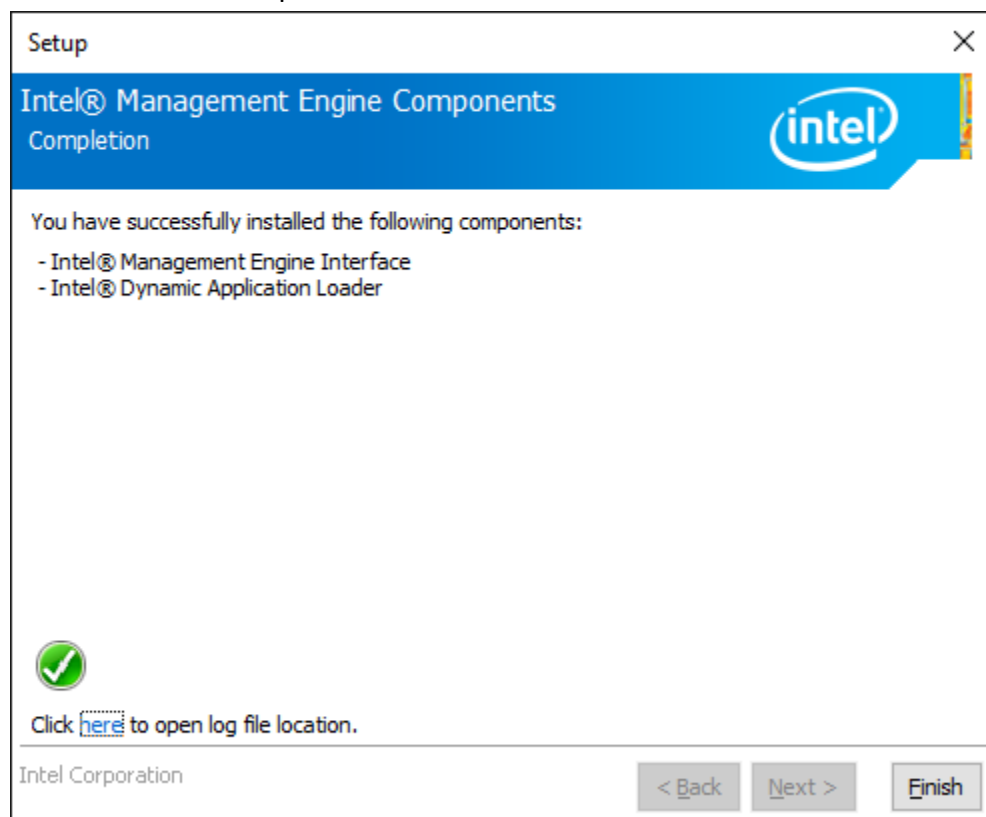 Setup
Intel® Management Engine Components
Completion
intel
You have successfully installed the following components:
- Intel® Management Engine Interface
- Intel® Dynamic Application Loader
Click here to open log file location.
Intel Corporation
< Back Next > Finish